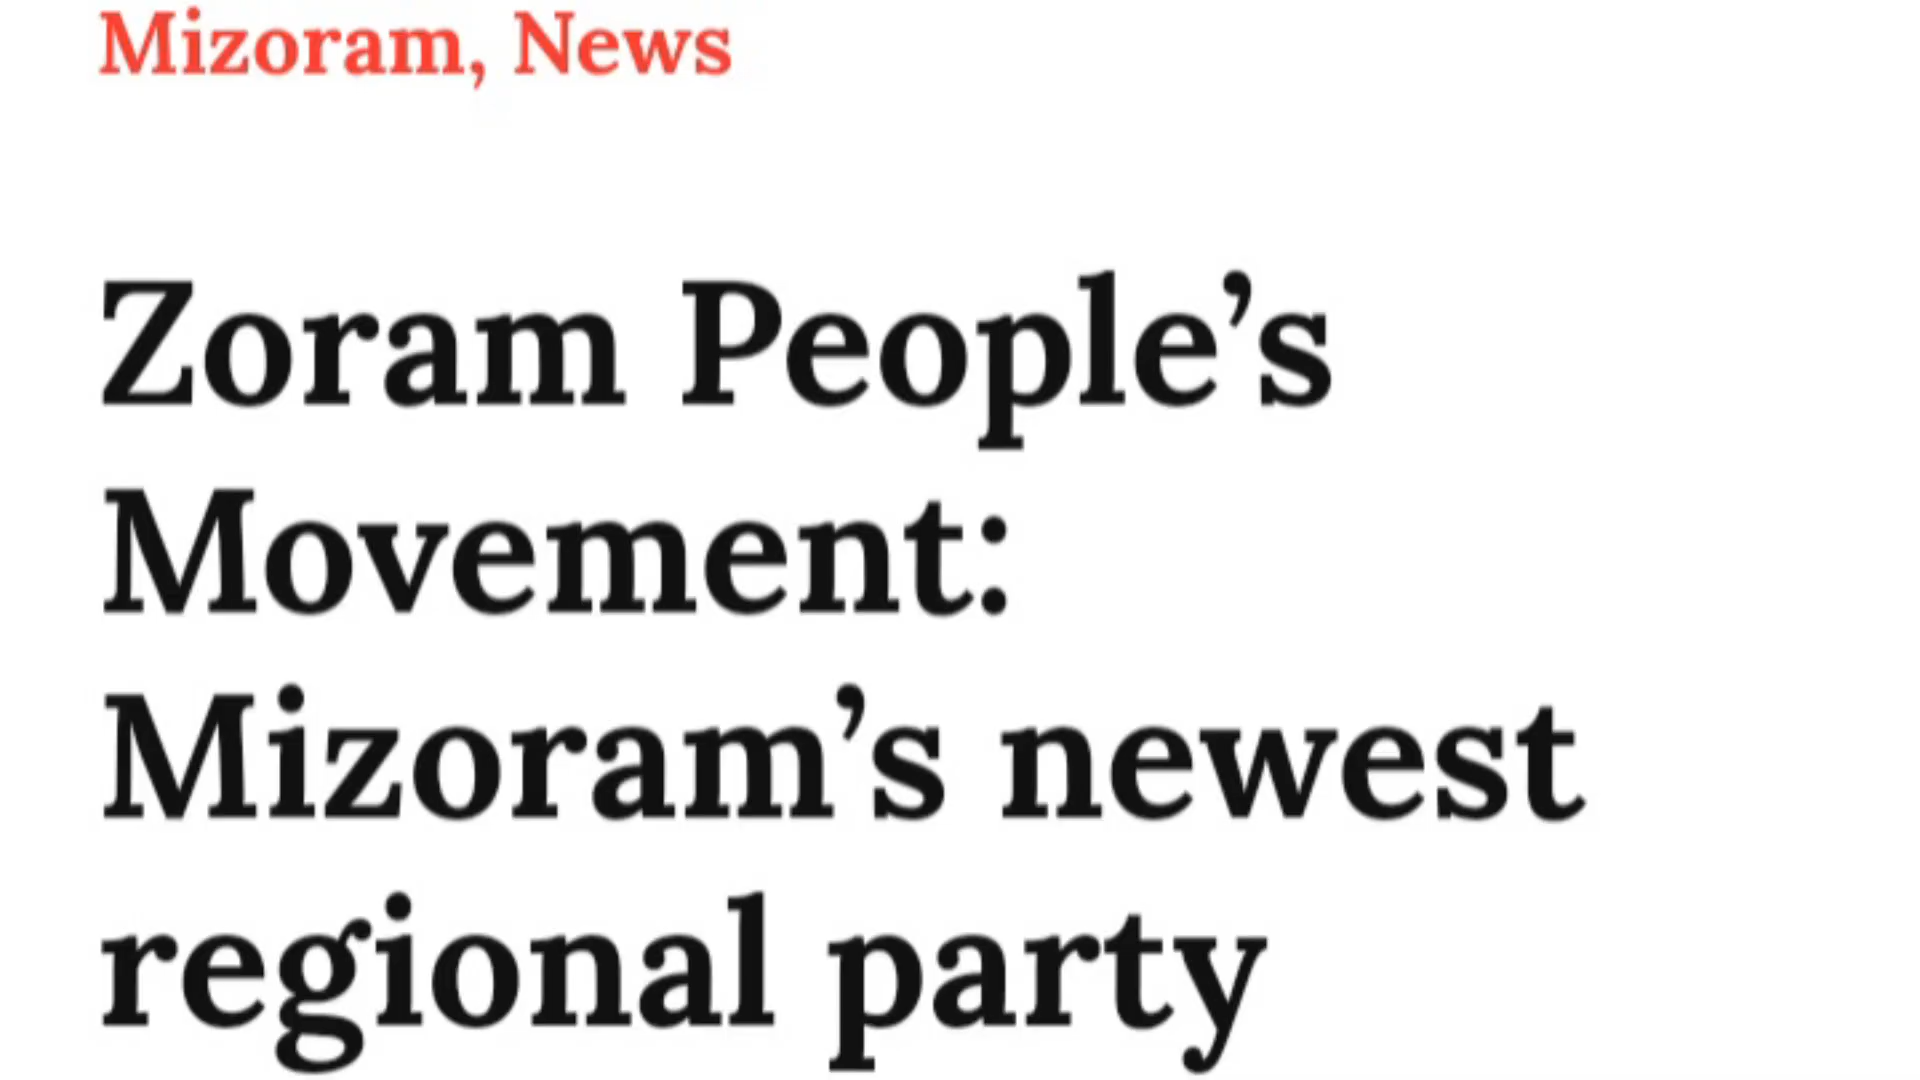 Mizoram, News
Zoram People’s
Movement:
Mizoram’s newest
regional party